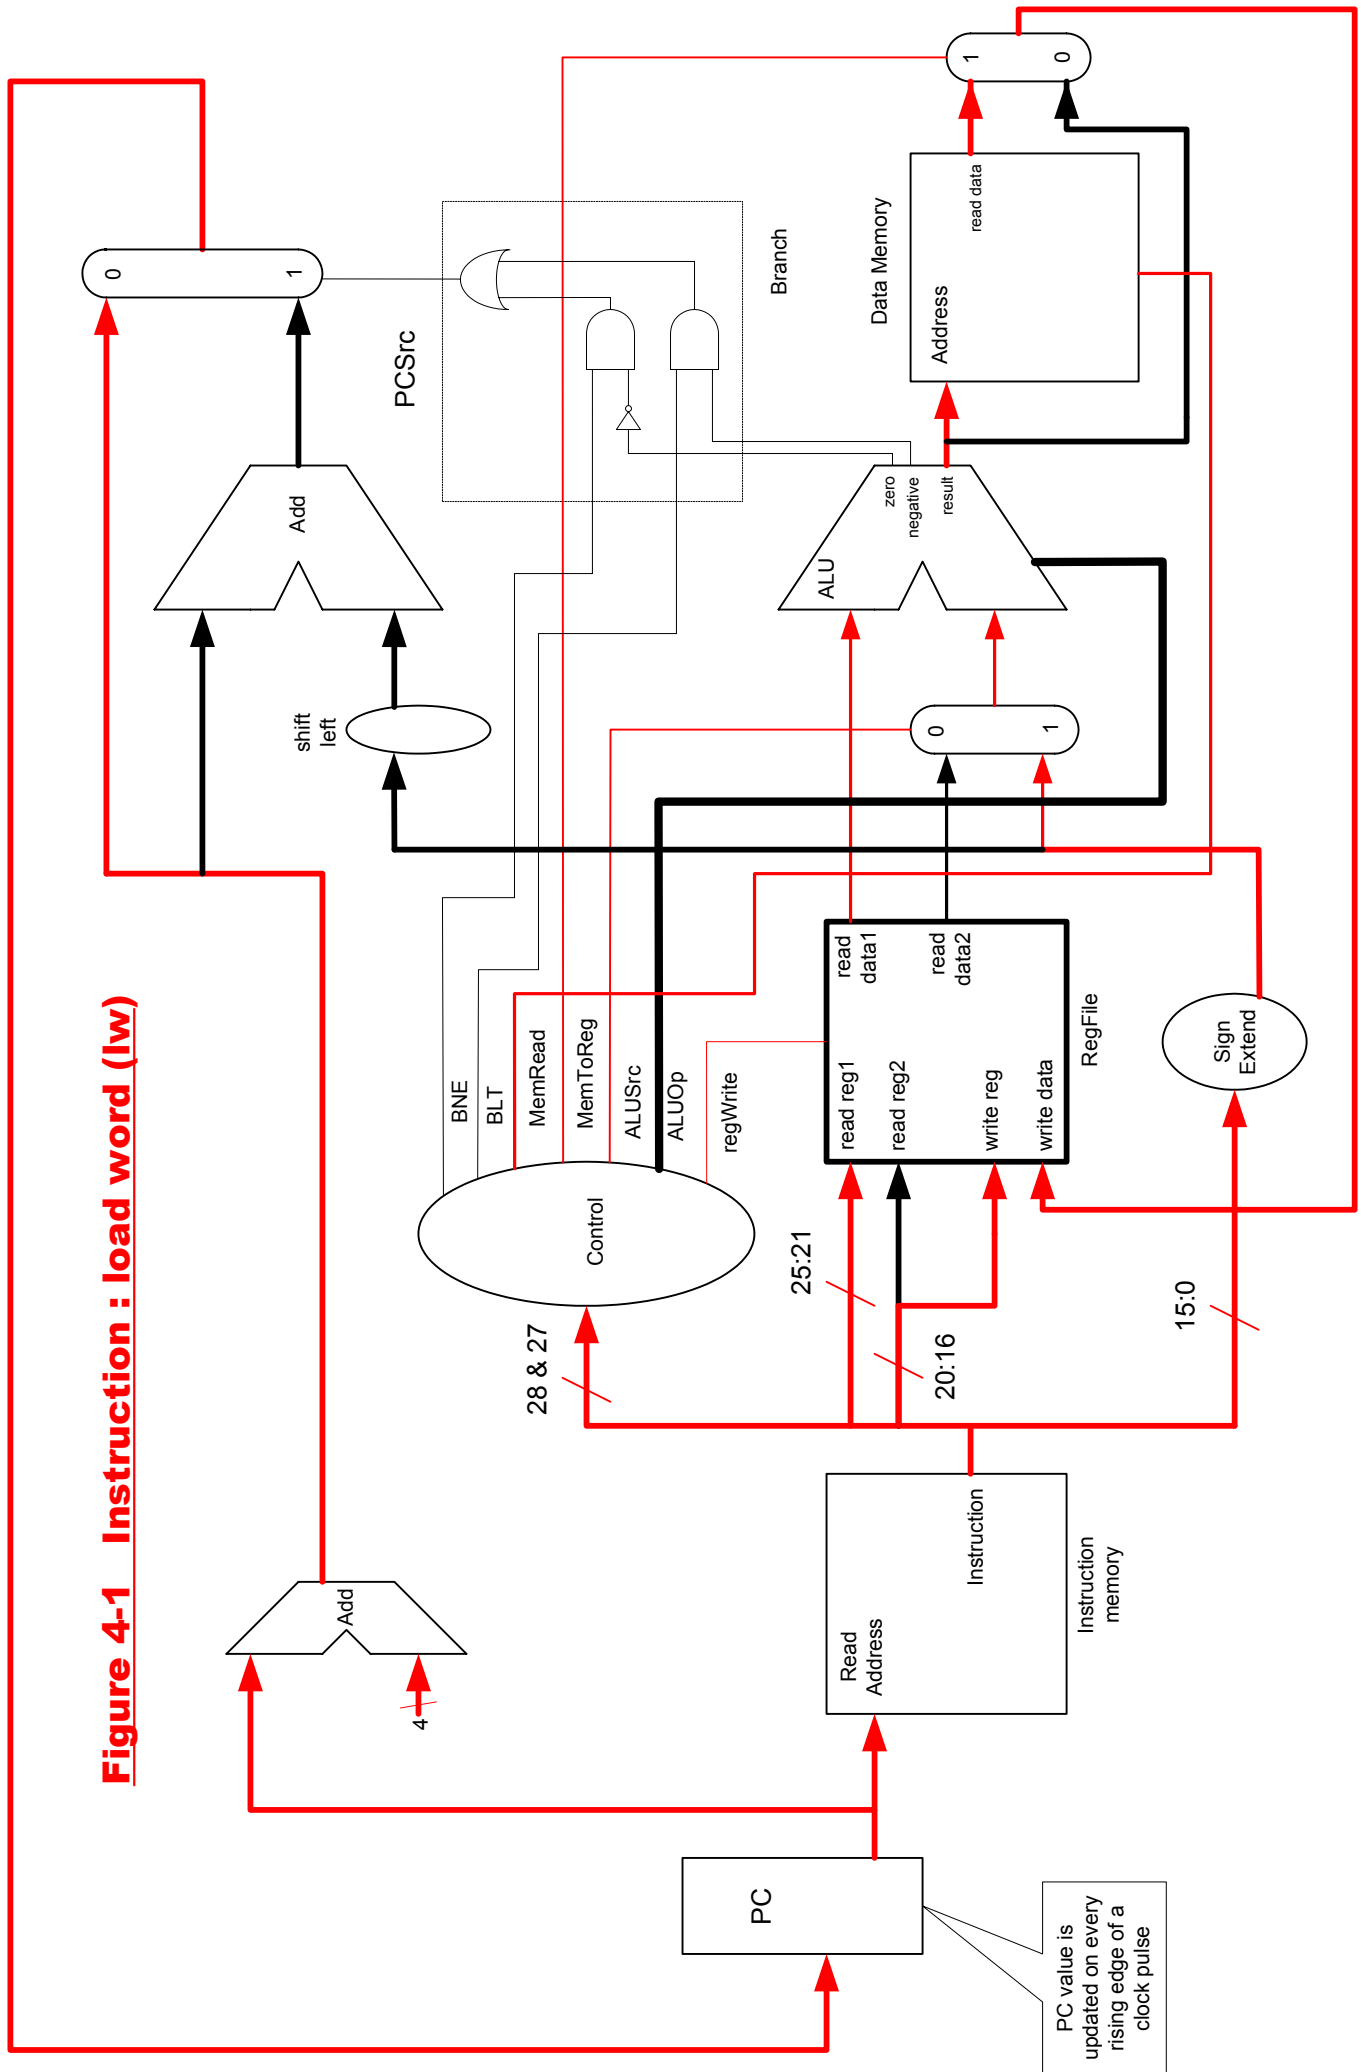 Figure 4-1 Instruction : load word (lw)
0
1
Add
shift
left
Add
4
PCSrc
Branch
BNE
BLT
MemRead
MemToReg
ALUSrc
ALUOp
regWrite
Control
28 & 27
25:21
20:16
15:0
PC
PC value is
updated on every
rising edge of a
clock pulse
Read
Address
Instruction
Instruction
memory
read reg1
read reg2
write reg
write data
read
data1
read
data2
RegFile
Sign
Extend
0
1
ALU
zero
negative
result
Data Memory
Address
read data
1
0